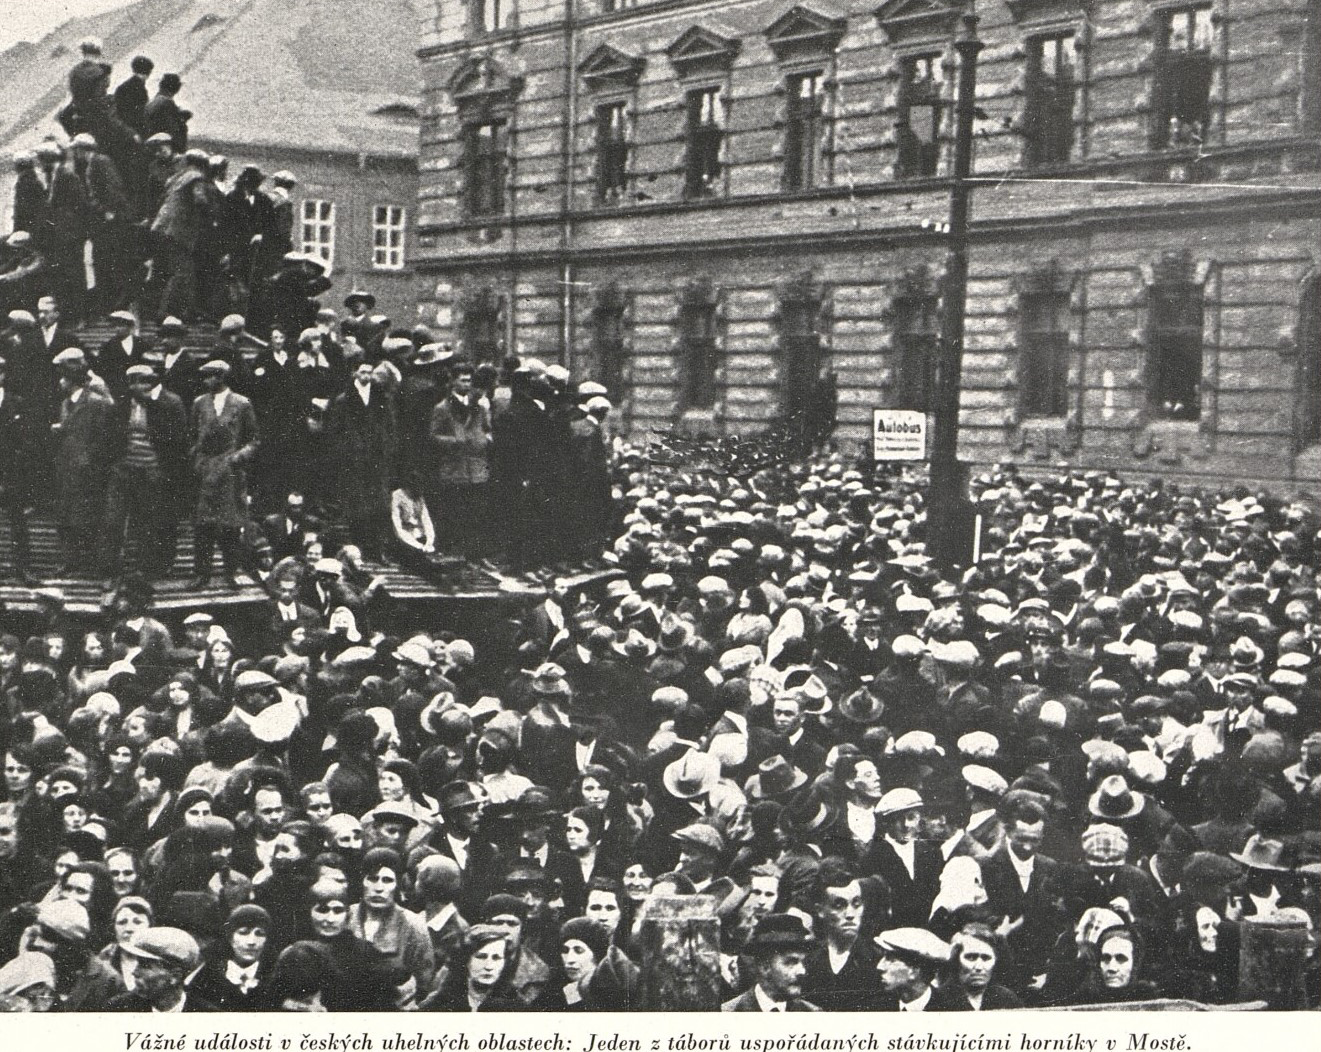 Autobus
Vážné události v českých uhelných oblastech: Jeden z táborů uspořádaných stávkujícími horníky v Mostě.